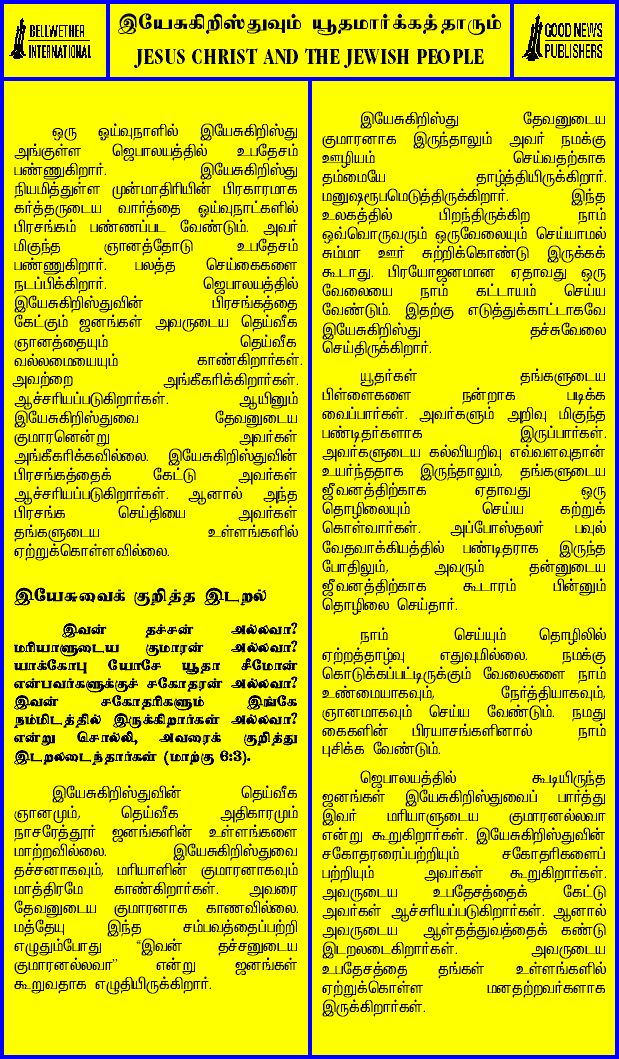 BELLWETHER
INTERNATIONAL
இயேசுகிறிஸ்துவும் யூதமார்க்கத்தாரும்
JESUS CHRIST AND THE JEWISH PEOPLE
GOOD NEWS
PUBLISHERS
ஒரு ஓய்வுநாளில் இயேசுகிறிஸ்து
அங்குள்ள ஜெபாலயத்தில் உபதேசம்
பண்ணுகிறார். இயேசுகிறிஸ்து
நியமித்துள்ள முன்மாதிரியின் பிரகாரமாக
கர்த்தருடைய வார்த்தை ஓய்வுநாட்களில்
பிரசங்கம் பண்ணப்பட வேண்டும். அவர்
மிகுந்த ஞானத்தோடு உபதேசம்
பண்ணுகிறார். பலத்த செய்கைகளை
நடப்பிக்கிறார். ஜெபாலயத்தில்
இயேசுகிறிஸ்துவின் பிரசங்கத்தை
கேட்கும் ஜனங்கள் அவருடைய தெய்வீக
ஞானத்தையும் தெய்வீக
வல்லமையையும் காண்கிறார்கள்.
அவற்றை அங்கீகரிக்கிறார்கள்.
ஆச்சரியப்படுகிறார்கள். ஆயினும்
இயேசுகிறிஸ்துவை தேவனுடைய
குமாரனென்று அவர்கள்
அங்கீகரிக்கவில்லை. இயேசுகிறிஸ்துவின்
பிரசங்கத்தைக் கேட்டு அவர்கள்
ஆச்சரியப்படுகிறார்கள். ஆனால் அந்த
பிரசங்க செய்தியை அவர்கள்
தங்களுடைய உள்ளங்களில்
ஏற்றுக்கொள்ளவில்லை.
இயேசுவைக் குறித்த இடறல்
இவன் தச்சன் அல்லவா?
மரியாளுடைய குமாரன் அல்லவா?
யாக்கோபு யோசே யூதா சீமோன்
என்பவர்களுக்குச் சகோதரன் அல்லவா?
இவன் சகோதரிகளும் இங்கே
நம்மிடத்தில் இருக்கிறார்கள் அல்லவா?
என்று சொல்லி, அவரைக் குறித்து
இடறலடைந்தார்கள் (மாற்கு 6:3).
இயேசுகிறிஸ்துவின் தெய்வீக
ஞானமும், தெய்வீக அதிகாரமும்
நாசரேத்தூர் ஜனங்களின் உள்ளங்களை
மாற்றவில்லை. இயேசுகிறிஸ்துவை
தச்சனாகவும், மரியாளின் குமாரனாகவும்
மாத்திரமே காண்கிறார்கள். அவரை
தேவனுடைய குமாரனாக காணவில்லை.
மத்தேயு இந்த சம்பவத்தைப்பற்றி
எழுதும்போது “இவன் தச்சனுடைய
குமாரனல்லவா” என்று ஜனங்கள்
கூறுவதாக எழுதியிருக்கிறார்.
இயேசுகிறிஸ்து தேவனுடைய
குமாரனாக இருந்தாலும் அவர் நமக்கு
ஊழியம் செய்வதற்காக
தம்மையே தாழ்த்தியிருக்கிறார்.
மனுஷரூபமெடுத்திருக்கிறார். இந்த
உலகத்தில் பிறந்திருக்கிற நாம்
ஒவ்வொருவரும் ஒருவேலையும் செய்யாமல்
சும்மா ஊர் சுற்றிக்கொண்டு இருக்கக்
கூடாது. பிரயோஜனமான ஏதாவது ஒரு
வேலையை நாம் கட்டாயம் செய்ய
வேண்டும். இதற்கு எடுத்துக்காட்டாகவே
இயேசுகிறிஸ்து தச்சுவேலை
செய்திருக்கிறார்.
யூதர்கள் தங்களுடைய
பிள்ளைகளை நன்றாக படிக்க
வைப்பார்கள். அவர்களும் அறிவு மிகுந்த
பண்டிதர்களாக இருப்பார்கள்.
அவர்களுடைய கல்வியறிவு எவ்வளவுதான்
உயர்ந்ததாக இருந்தாலும், தங்களுடைய
ஜீவனத்திற்காக ஏதாவது ஒரு
தொழிலையும் செய்ய கற்றுக்
கொள்வார்கள். அப்போஸ்தலர் பவுல்
வேதவாக்கியத்தில் பண்டிதராக இருந்த
போதிலும், அவரும் தன்னுடைய
ஜீவனத்திற்காக கூடாரம் பின்னும்
தொழிலை செய்தார்.
நாம் செய்யும் தொழிலில்
ஏற்றத்தாழ்வு எதுவுமில்லை. நமக்கு
கொடுக்கப்பட்டிருக்கும் வேலைகளை நாம்
உண்மையாகவும், நேர்த்தியாகவும்,
ஞானமாகவும் செய்ய வேண்டும். நமது
கைகளின் பிரயாசங்களினால் நாம்
புசிக்க வேண்டும்.
ஜெபாலயத்தில் கூடியிருந்த
ஜனங்கள் இயேசுகிறிஸ்துவைப் பார்த்து
இவர் மரியாளுடைய குமாரனல்லவா
என்று கூறுகிறார்கள். இயேசுகிறிஸ்துவின்
சகோதரரைப்பற்றியும் சகோதரிகளைப்
பற்றியும் அவர்கள் கூறுகிறார்கள்.
அவருடைய உபதேசத்தைக் கேட்டு
அவர்கள் ஆச்சரியப்படுகிறார்கள். ஆனால்
அவருடைய ஆள்தத்துவத்தைக் கண்டு
இடறலடைகிறார்கள். அவருடைய
உபதேசத்தை தங்கள் உள்ளங்களில்
ஏற்றுக்கொள்ள மனதற்றவர்களாக
இருக்கிறார்கள்.